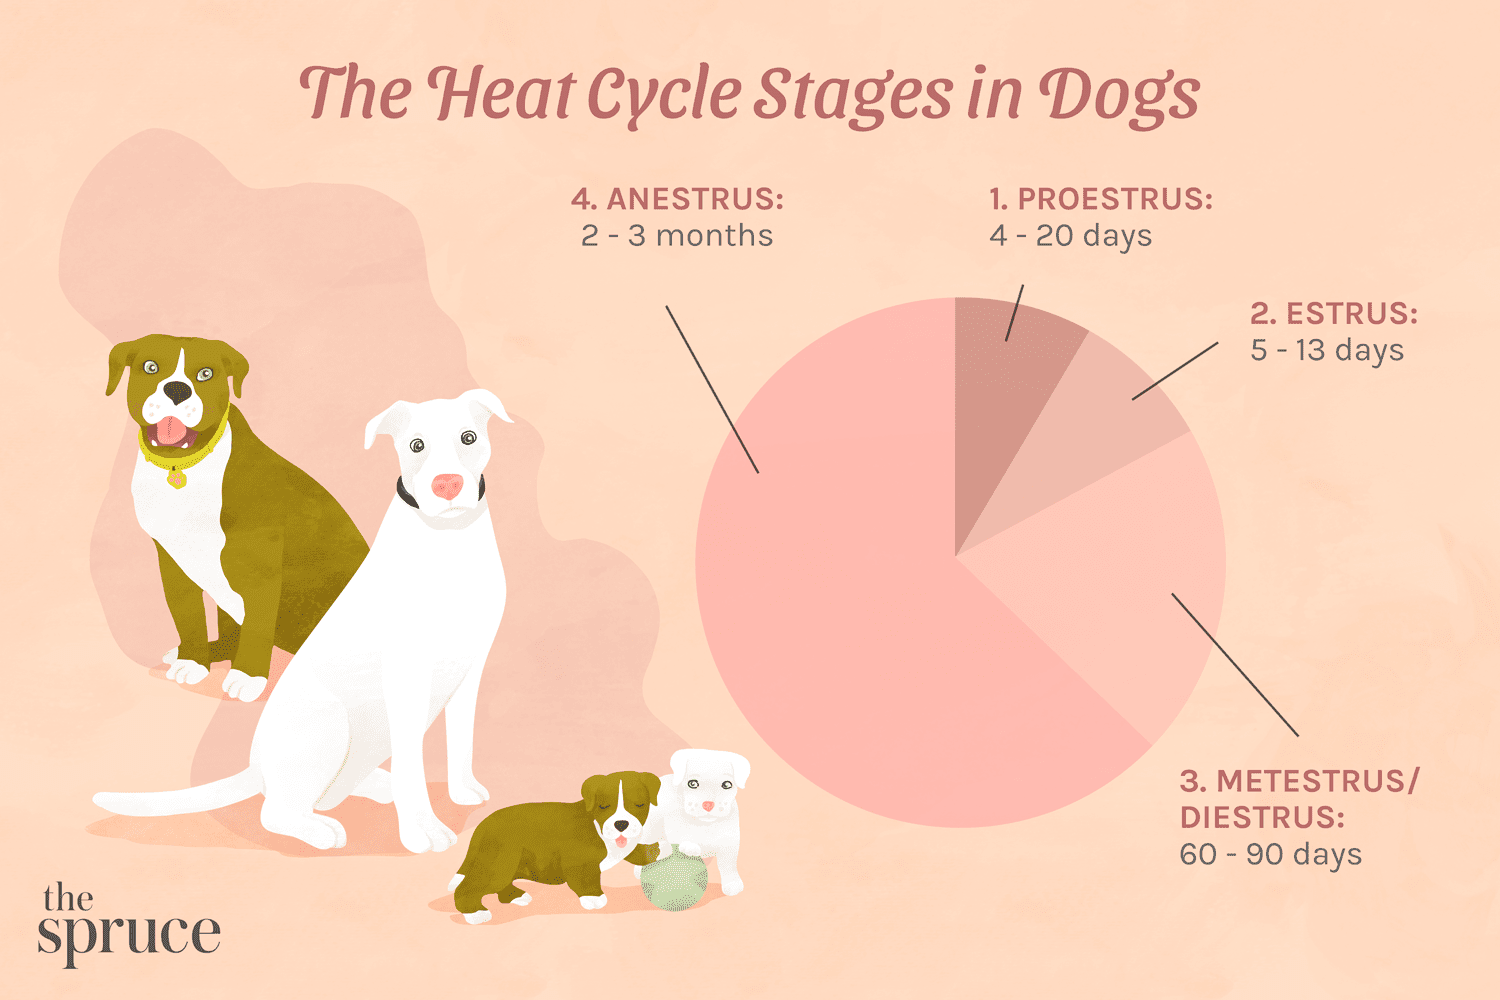 The Heat Cycle Stages in Dogs
4. ANESTRUS:
2 - 3 months
1. PROESTRUS:
4 - 20 days
2. ESTRUS:
5 - 13 days
3. METESTRUS/
DIESTRUS:
60 - 90 days
the
spruce